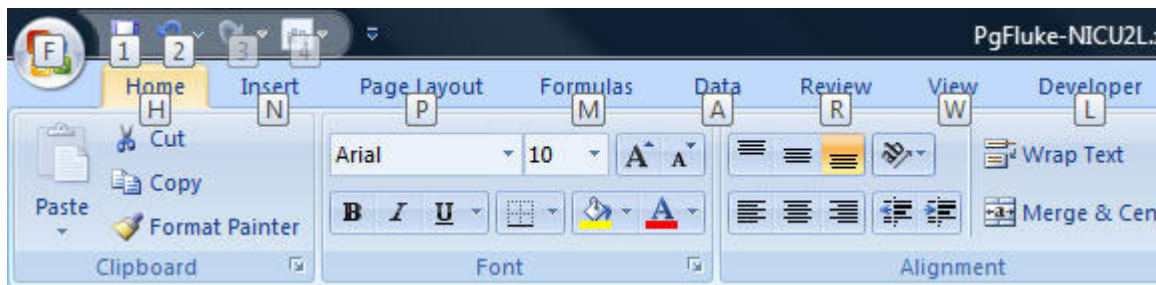 PgFluke-NICU2L.
F 1 2 3 4
Home Insert Page Layout Formulas Data Review View Developer
H N P M A R W L
Cut Arial 10 A A Wrap Text
Copy
Paste B I U A Merge & Cen
Format Painter
Clipboard Font Alignment